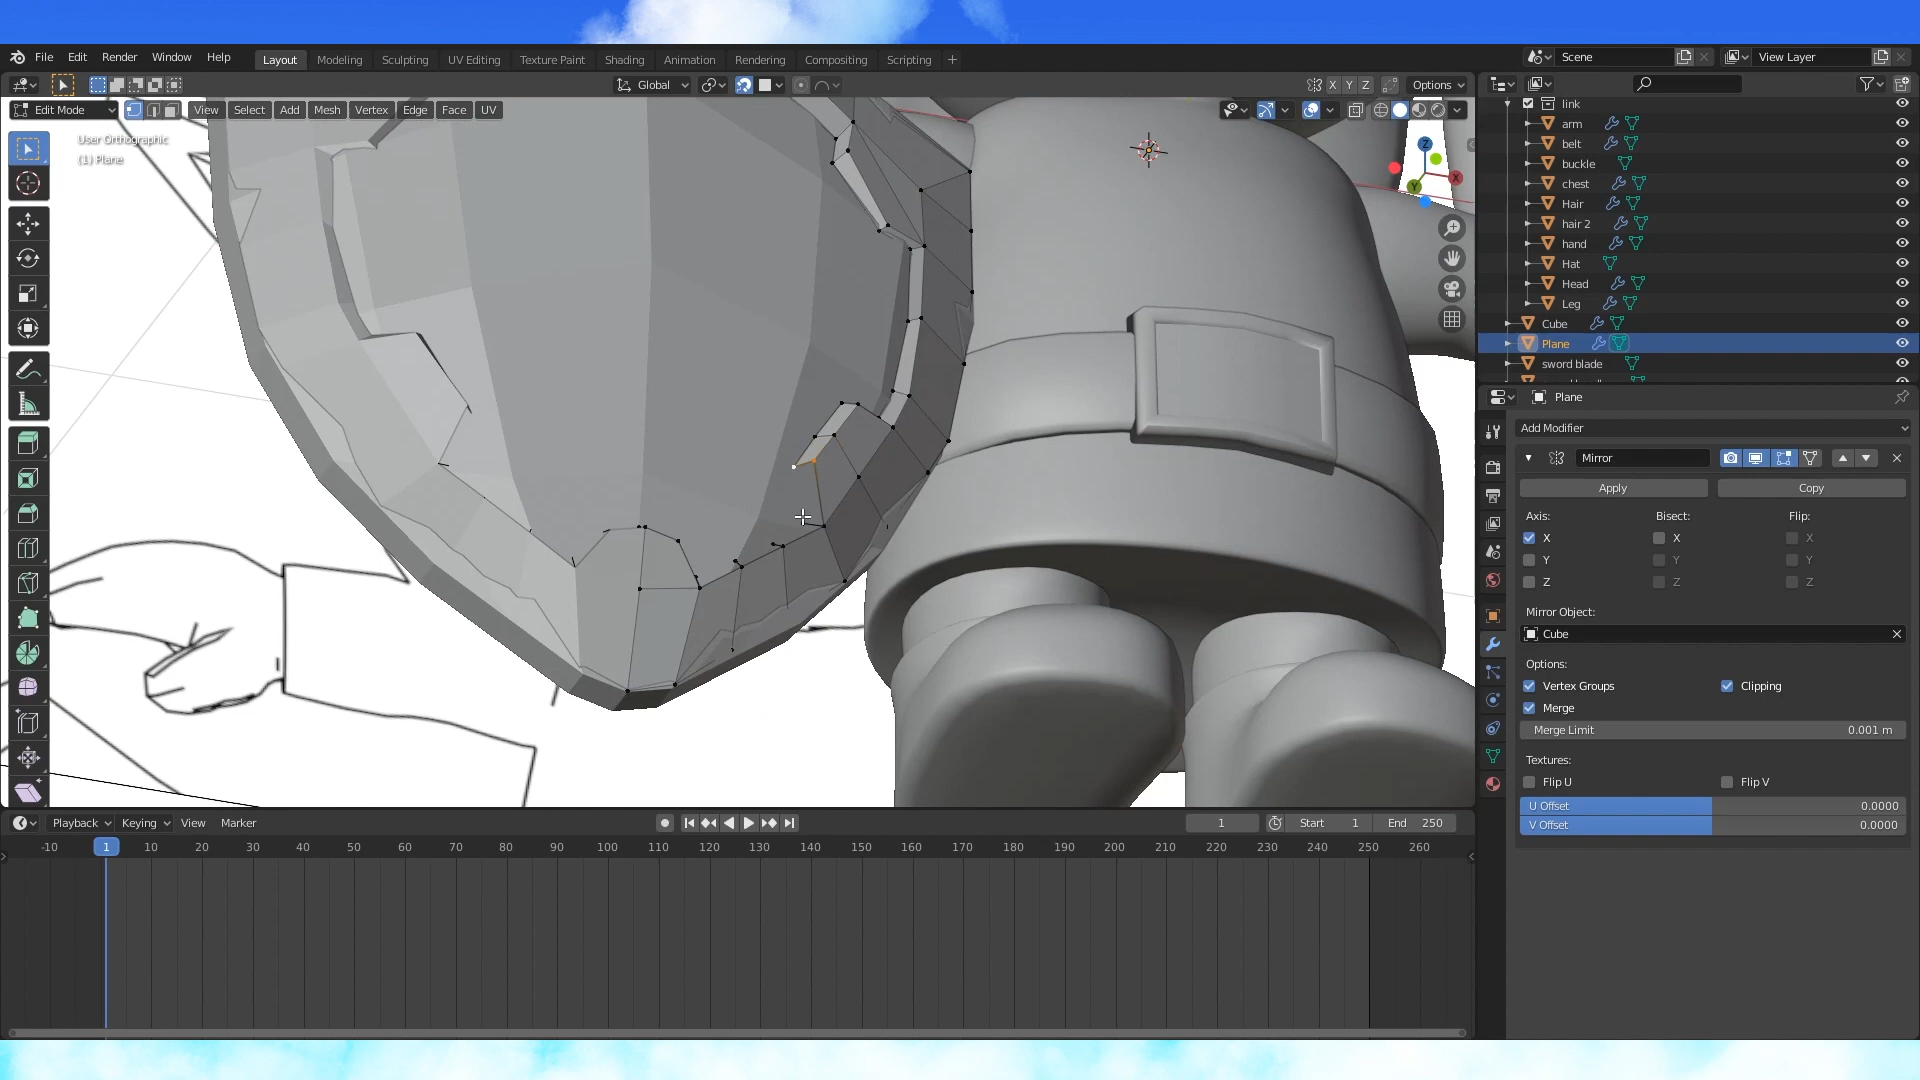 File Edit Render Window Help Layout Modeling Sculpting UV Editing Texture Paint Shading Animation Rendering Compositing Scripting + Scene View Layer
Global X Y Z Options
Edit Mode View Select Add Mesh Vertex Edge Face UV
User Orthographic
(1) Plane
Z
X
Y
link
arm
belt
buckle
chest
Hair
hair 2
hand
Hat
Head
Leg
Cube
Plane
sword blade
Plane
Add Modifier
Mirror
Apply Copy
Axis: Bisect: Flip:
X X X
Y Y Y
Z Z Z
Mirror Object:
Cube
Options:
Vertex Groups Clipping
Merge
Merge Limit 0.001 m
Textures:
Flip U Flip V
U Offset 0.0000
V Offset 0.0000
Playback Keying View Marker 1 Start 1 End 250
-10 1 10 20 30 40 50 60 70 80 90 100 110 120 130 140 150 160 170 180 190 200 210 220 230 240 250 260